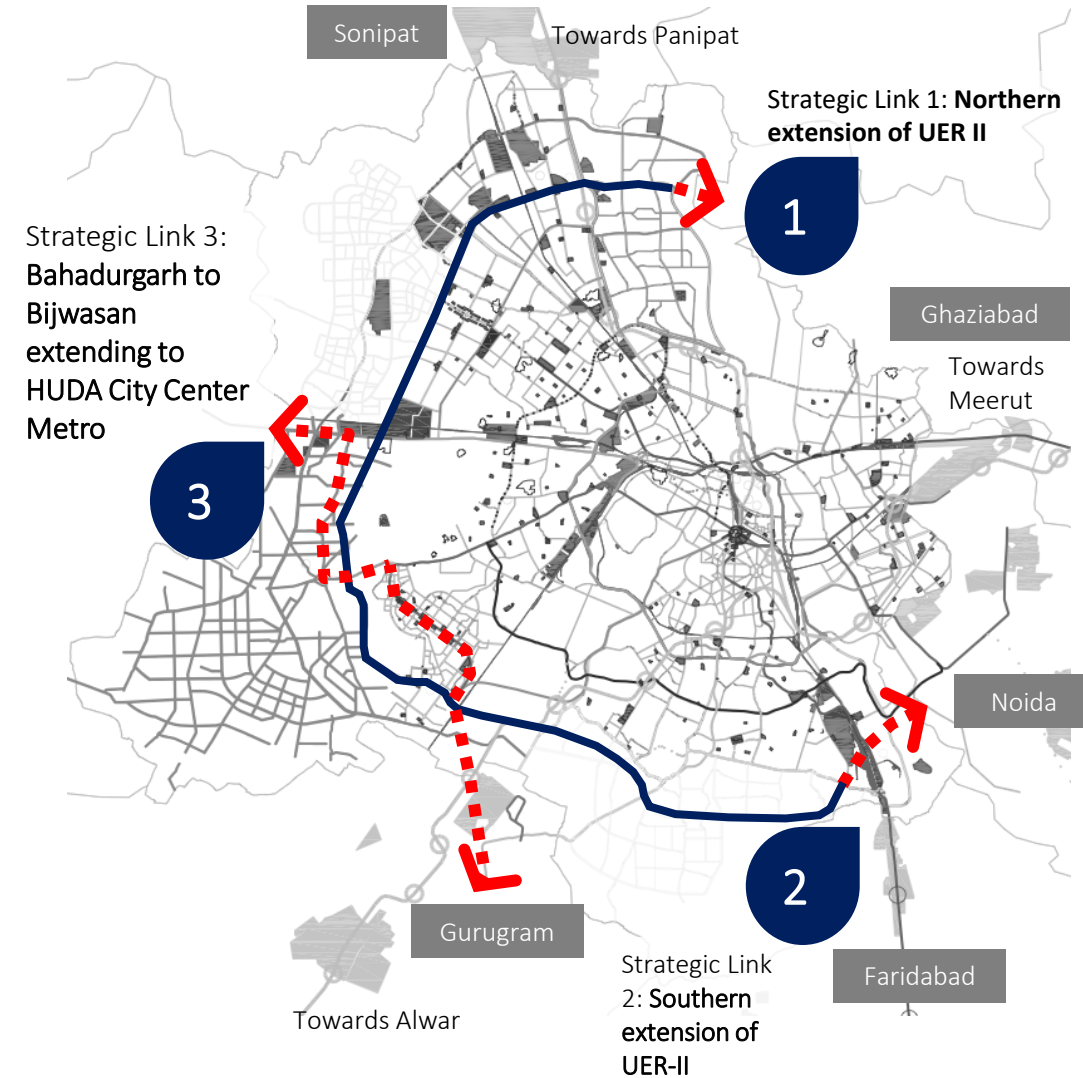 Sonipat
Towards Panipat
Strategic Link 1: Northern
extension of UER II
1
Strategic Link 3:
Bahadurgarh to
Bijwasan
extending to
HUDA City Center
Metro
3
Ghaziabad
Towards
Meerut
Noida
2
Gurugram
Strategic Link
2: Southern
extension of
UER-II
Faridabad
Towards Alwar